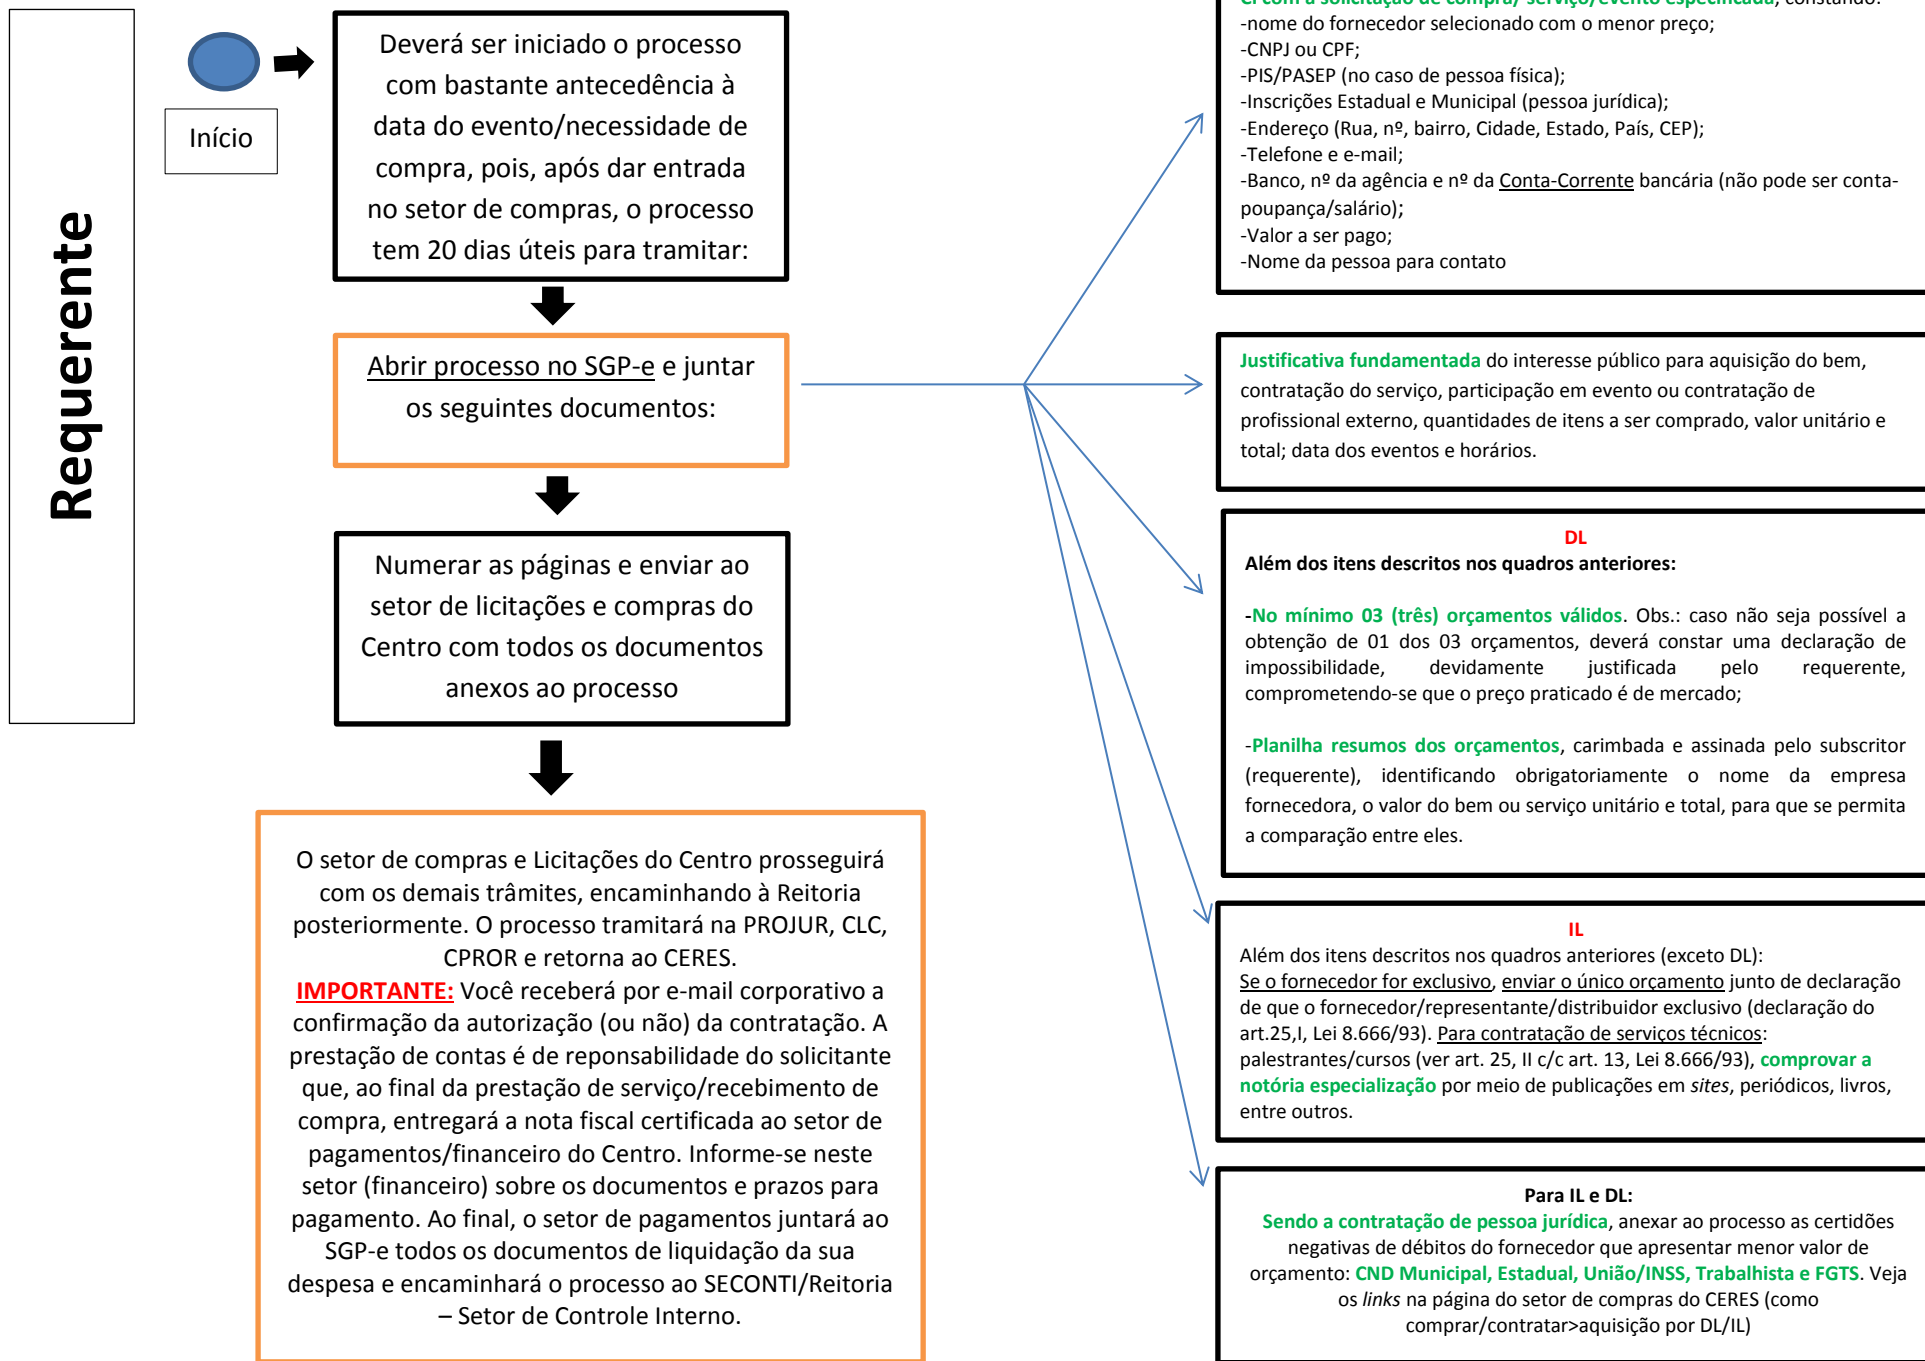 Requerente
Início
Deverá ser iniciado o processo
com bastante antecedência à
data do evento/necessidade de
compra, pois, após dar entrada
no setor de compras, o processo
tem 20 dias úteis para tramitar:
Abrir processo no SGP-e e juntar
os seguintes documentos:
Numerar as páginas e enviar ao
setor de licitações e compras do
Centro com todos os documentos
anexos ao processo
O setor de compras e Licitações do Centro prosseguirá
com os demais trâmites, encaminhando à Reitoria
posteriormente. O processo tramitará na PROJUR, CLC,
CPROR e retorna ao CERES.
IMPORTANTE: Você receberá por e-mail corporativo a
confirmação da autorização (ou não) da contratação. A
prestação de contas é de reponsabilidade do solicitante
que, ao final da prestação de serviço/recebimento de
compra, entregará a nota fiscal certificada ao setor de
pagamentos/financeiro do Centro. Informe-se neste
setor (financeiro) sobre os documentos e prazos para
pagamento. Ao final, o setor de pagamentos juntará ao
SGP-e todos os documentos de liquidação da sua
despesa e encaminhará o processo ao SECONTI/Reitoria
– Setor de Controle Interno.
CI com a solicitação de compra/ serviço/evento especificada, constando:
-nome do fornecedor selecionado com o menor preço;
-CNPJ ou CPF;
-PIS/PASEP (no caso de pessoa física);
-Inscrições Estadual e Municipal (pessoa jurídica);
-Endereço (Rua, nº, bairro, Cidade, Estado, País, CEP);
-Telefone e e-mail;
-Banco, nº da agência e nº da Conta-Corrente bancária (não pode ser conta-
poupança/salário);
-Valor a ser pago;
-Nome da pessoa para contato
Justificativa fundamentada do interesse público para aquisição do bem,
contratação do serviço, participação em evento ou contratação de
profissional externo, quantidades de itens a ser comprado, valor unitário e
total; data dos eventos e horários.
DL
Além dos itens descritos nos quadros anteriores:
-No mínimo 03 (três) orçamentos válidos. Obs.: caso não seja possível a
obtenção de 01 dos 03 orçamentos, deverá constar uma declaração de
impossibilidade, devidamente justificada pelo requerente,
comprometendo-se que o preço praticado é de mercado;
-Planilha resumos dos orçamentos, carimbada e assinada pelo subscritor
(requerente), identificando obrigatoriamente o nome da empresa
fornecedora, o valor do bem ou serviço unitário e total, para que se permita
a comparação entre eles.
IL
Além dos itens descritos nos quadros anteriores (exceto DL):
Se o fornecedor for exclusivo, enviar o único orçamento junto de declaração
de que o fornecedor/representante/distribuidor exclusivo (declaração do
art.25,I, Lei 8.666/93). Para contratação de serviços técnicos:
palestrantes/cursos (ver art. 25, II c/c art. 13, Lei 8.666/93), comprovar a
notória especialização por meio de publicações em sites, periódicos, livros,
entre outros.
Para IL e DL:
Sendo a contratação de pessoa jurídica, anexar ao processo as certidões
negativas de débitos do fornecedor que apresentar menor valor de
orçamento: CND Municipal, Estadual, União/INSS, Trabalhista e FGTS. Veja
os links na página do setor de compras do CERES (como
comprar/contratar>aquisição por DL/IL)